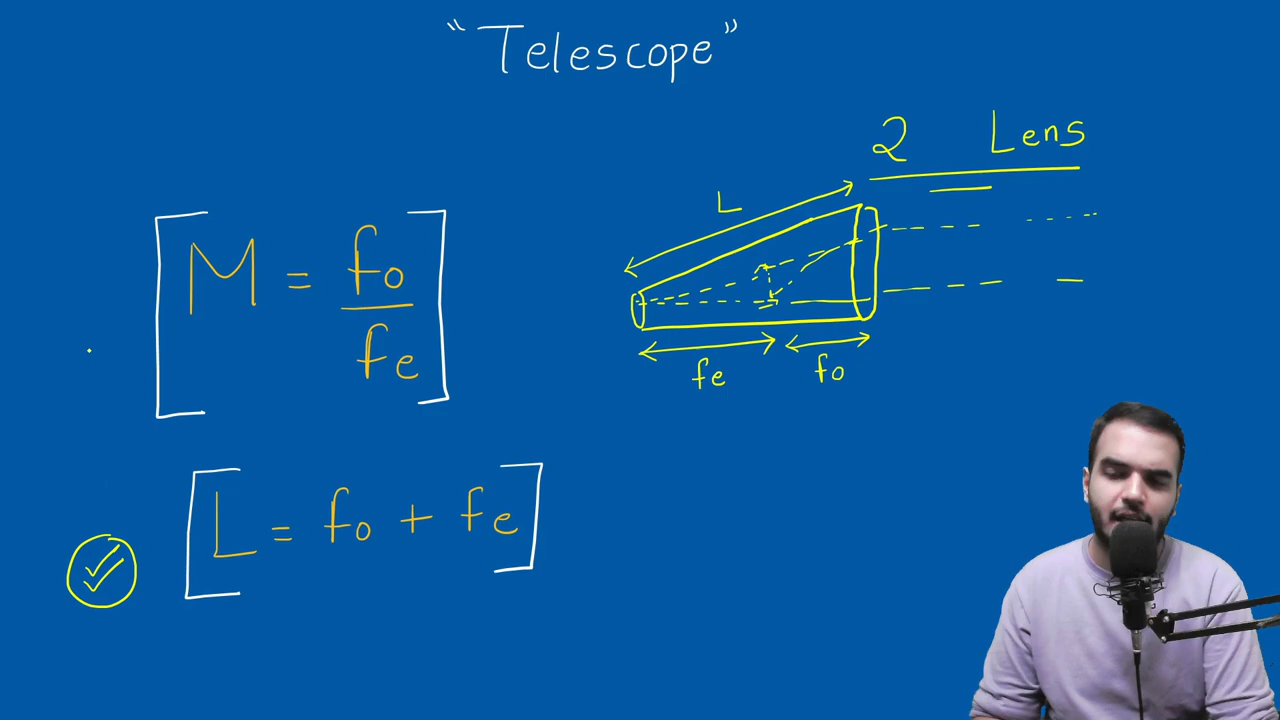 “Telescope”
2 Lens
L
M = fo / fe
fe
fo
L = fo + fe